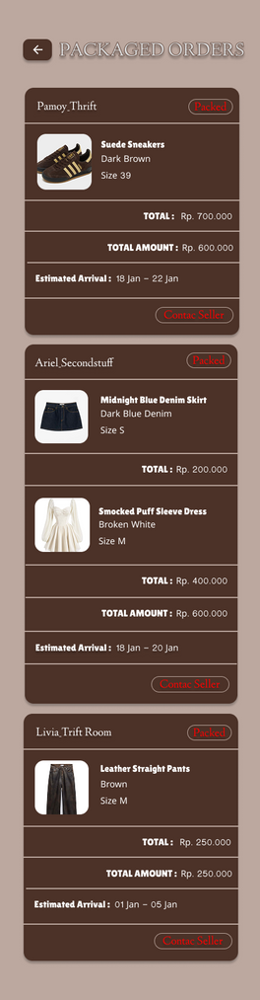 PACKAGED ORDERS
Pamoy_Thrift Packed
Suede Sneakers
Dark Brown
Size 39
TOTAL : Rp. 700.000
TOTAL AMOUNT : Rp. 600.000
Estimated Arrival : 18 Jan – 22 Jan
Contac Seller
Ariel_Secondstuff Packed
Midnight Blue Denim Skirt
Dark Blue Denim
Size S
TOTAL : Rp. 200.000
Smocked Puff Sleeve Dress
Broken White
Size M
TOTAL : Rp. 400.000
TOTAL AMOUNT : Rp. 600.000
Estimated Arrival : 18 Jan – 20 Jan
Contac Seller
Livia_Trift Room Packed
Leather Straight Pants
Brown
Size M
TOTAL : Rp. 250.000
TOTAL AMOUNT : Rp. 250.000
Estimated Arrival : 01 Jan – 05 Jan
Contac Seller